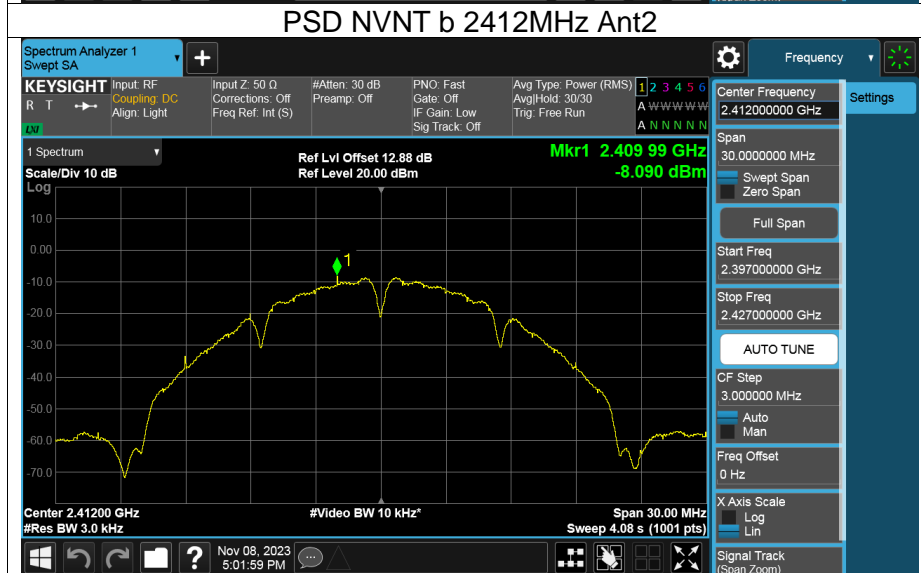 PSD NVNT b 2412MHz Ant2
Spectrum Analyzer 1
Swept SA
Frequency
KEYSIGHT
R T
LXI
Input: RF
Coupling: DC
Align: Light
Input Z: 50 Ω
Corrections: Off
Freq Ref: Int (S)
#Atten: 30 dB
Preamp: Off
PNO: Fast
Gate: Off
IF Gain: Low
Sig Track: Off
Avg Type: Power (RMS)
Avg|Hold: 30/30
Trig: Free Run
1 2 3 4 5 6
A W W W W W
A N N N N N
1 Spectrum
Scale/Div 10 dB
Log
Ref Lvl Offset 12.88 dB
Ref Level 20.00 dBm
Mkr1 2.409 99 GHz
-8.090 dBm
10.0
0.00
-10.0
-20.0
-30.0
-40.0
-50.0
-60.0
-70.0
1
Center 2.41200 GHz
#Res BW 3.0 kHz
#Video BW 10 kHz*
Span 30.00 MHz
Sweep 4.08 s (1001 pts)
?
Nov 08, 2023
5:01:59 PM
Center Frequency
2.412000000 GHz
Settings
Span
30.0000000 MHz
Swept Span
Zero Span
Full Span
Start Freq
2.397000000 GHz
Stop Freq
2.427000000 GHz
AUTO TUNE
CF Step
3.000000 MHz
Auto
Man
Freq Offset
0 Hz
X Axis Scale
Log
Lin
Signal Track
(Span Zoom)